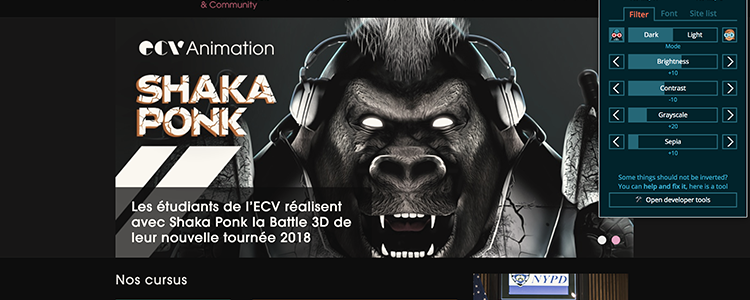 & Community
ecv Animation
SHAKA
PONK
Les étudiants de l'ECV réalisent
avec Shaka Ponk la Battle 3D de
leur nouvelle tournée 2018
Nos cursus
NYPD
Filter Font Site list
Dark Light
Mode
Brightness
+10
Contrast
-10
Grayscale
+20
Sepia
+10
Some things should not be inverted?
You can help and fix it, here is a tool
Open developer tools